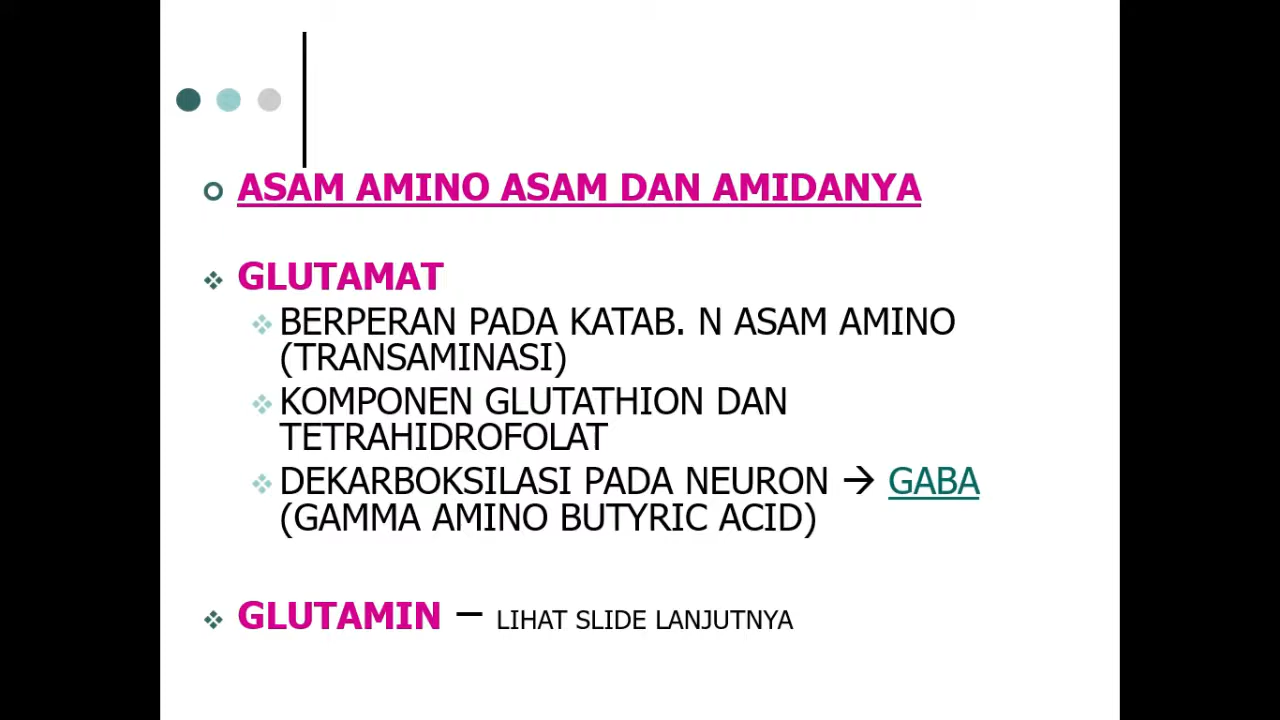 ASAM AMINO ASAM DAN AMIDANYA
GLUTAMAT
BERPERAN PADA KATAB. N ASAM AMINO
(TRANSAMINASI)
KOMPONEN GLUTATHION DAN
TETRAHIDROFOLAT
DEKARBOKSILASI PADA NEURON → GABA
(GAMMA AMINO BUTYRIC ACID)
GLUTAMIN – LIHAT SLIDE LANJUTNYA